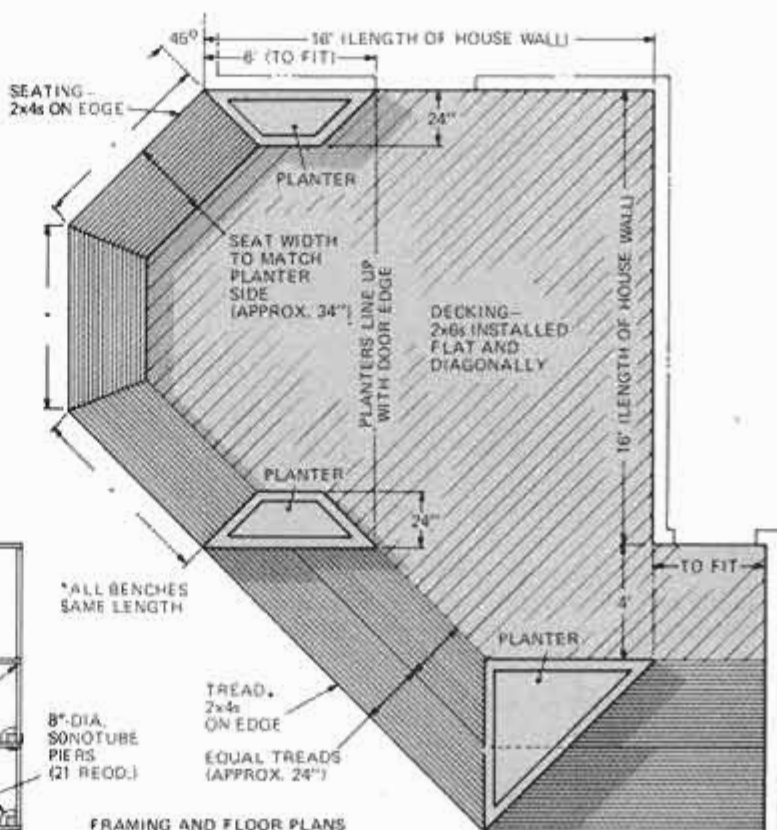 45°
16' (LENGTH OF HOUSE WALL)
6' (TO FIT)
SEATING—
2x4s ON EDGE
24"
PLANTER
SEAT WIDTH
TO MATCH
PLANTER
SIDE
(APPROX. 34")
PLANTERS LINE UP
WITH DOOR EDGE
DECKING—
2x6s INSTALLED
FLAT AND
DIAGONALLY
16' (LENGTH OF HOUSE WALL)
*
*
*
PLANTER
24"
*ALL BENCHES
SAME LENGTH
TO FIT
4'
PLANTER
TREAD,
2x4s
ON EDGE
8"-DIA.
SONOTUBE
PIERS
(21 REQD.)
EQUAL TREADS
(APPROX. 24")
FRAMING AND FLOOR PLANS